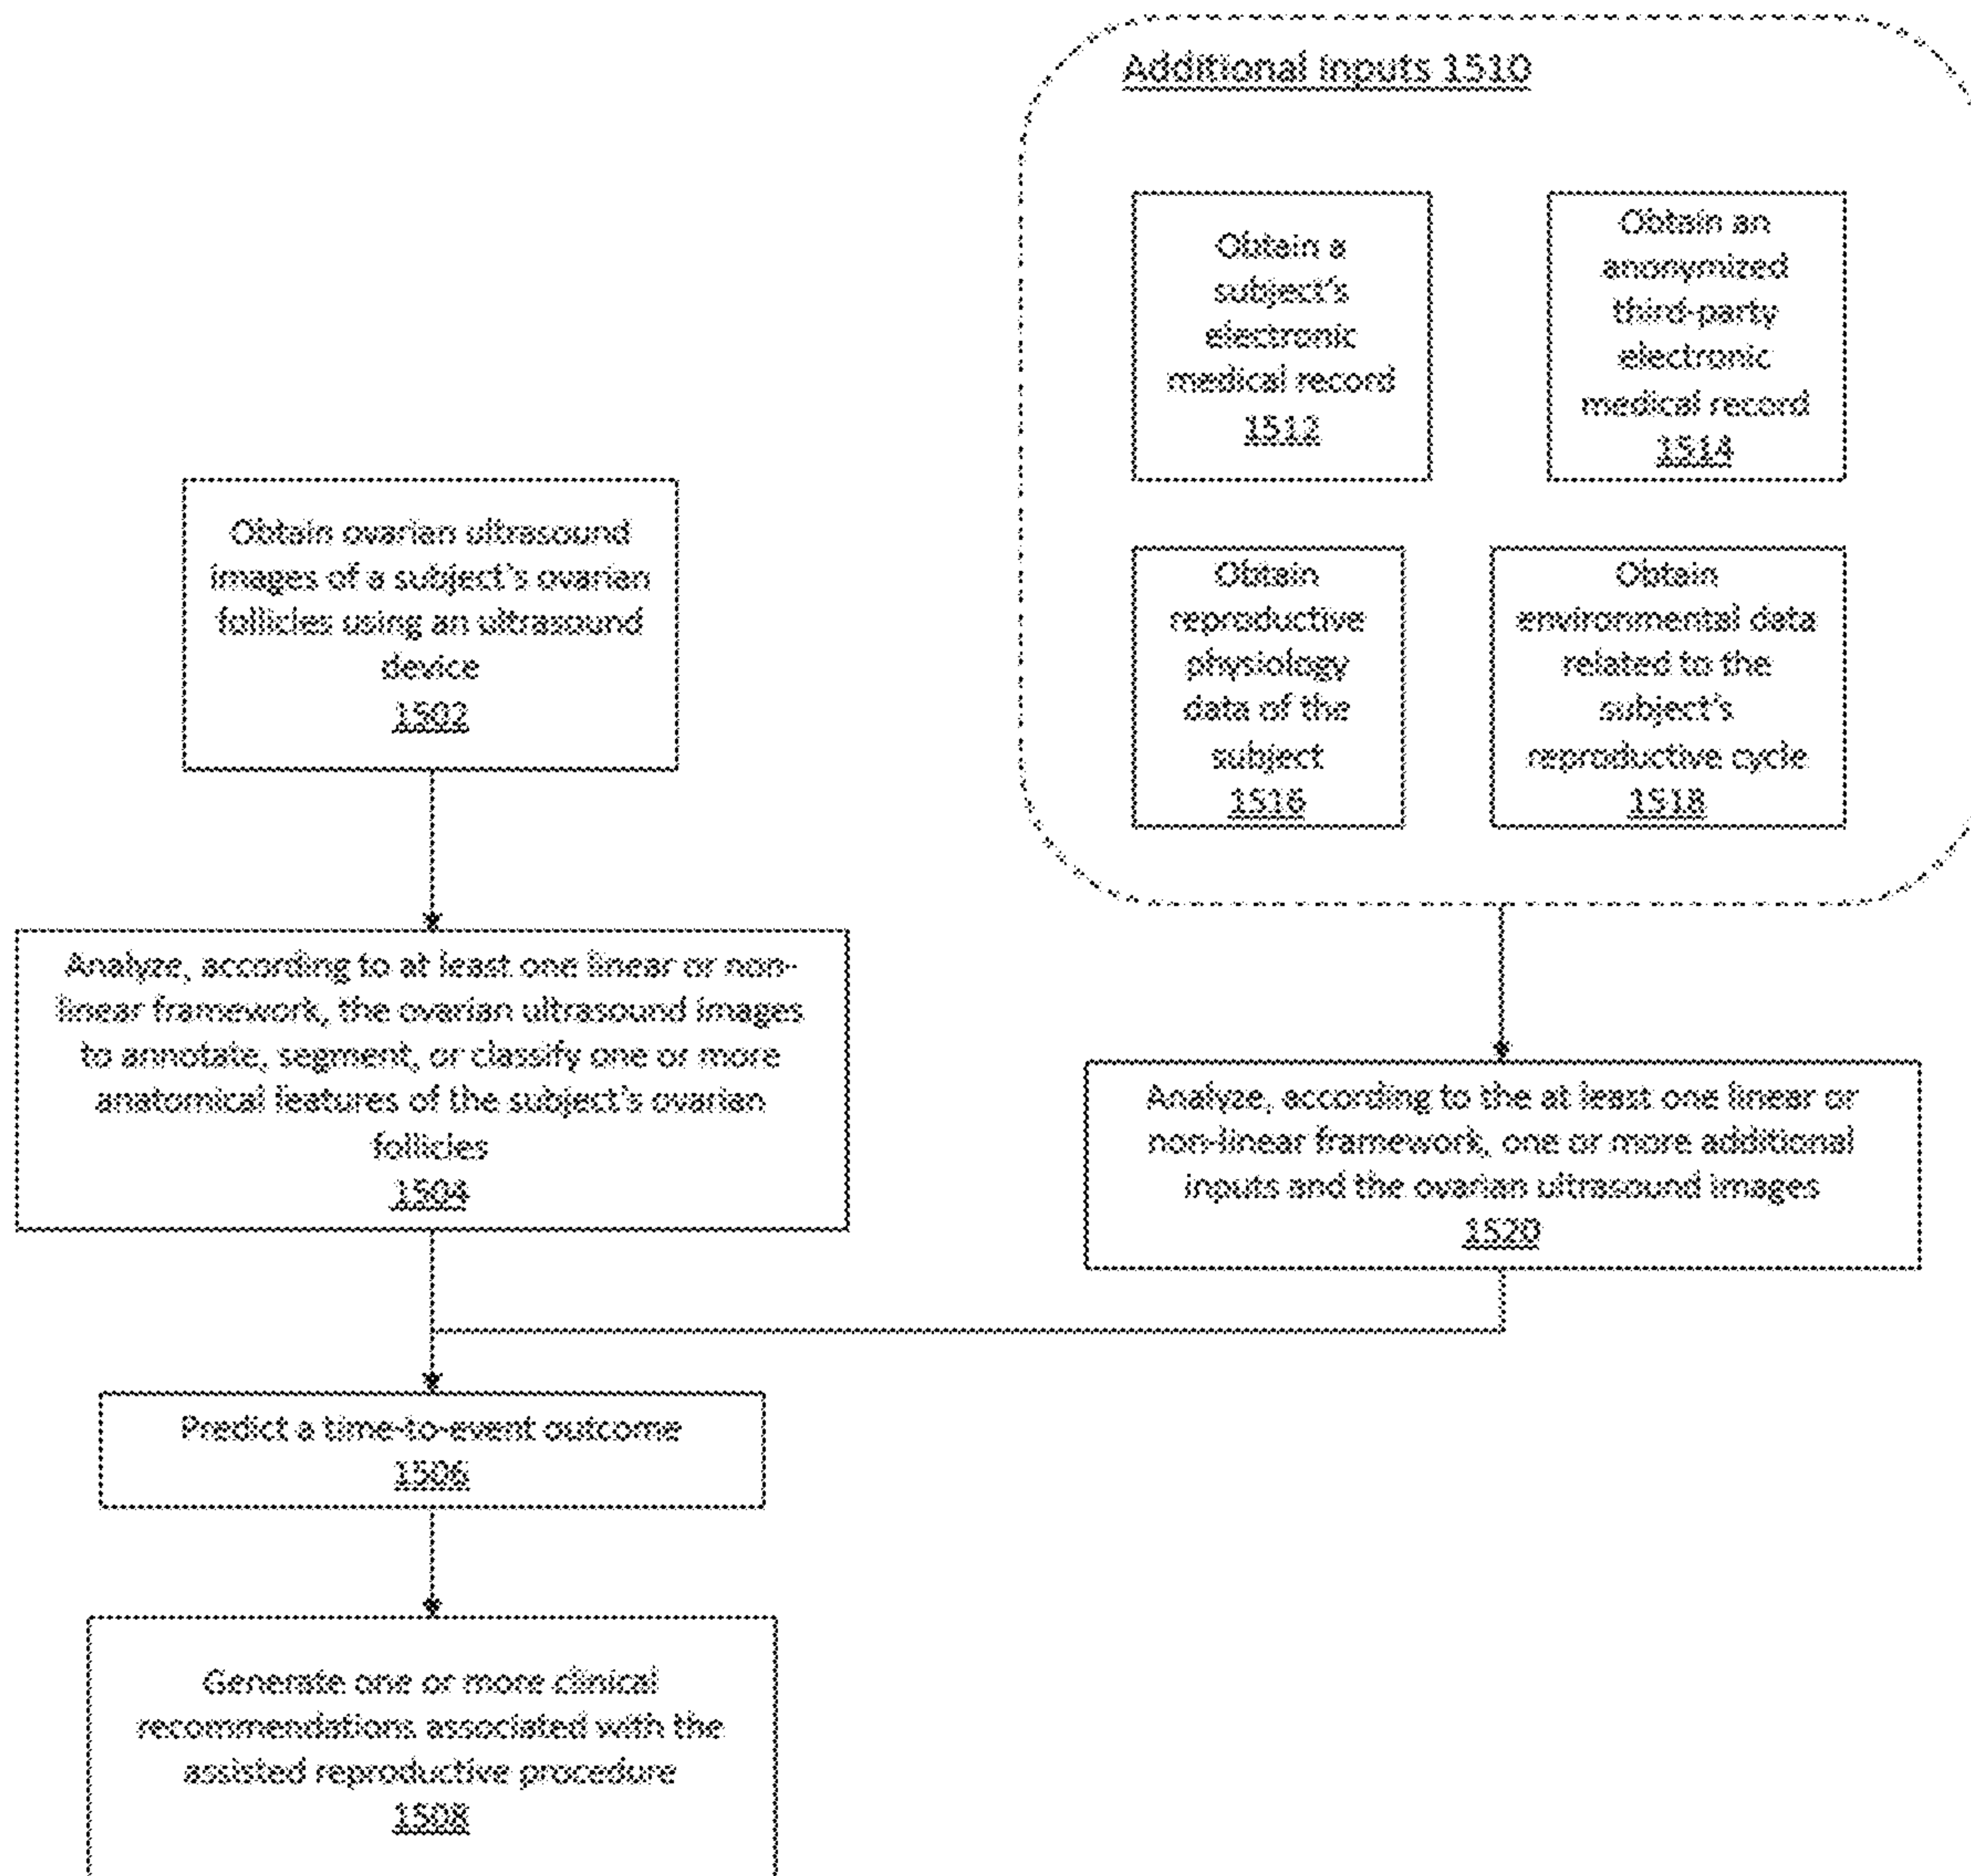 Additional Inputs 1510
Obtain a
subject's
electronic
medical record
1512
Obtain an
anonymized
third-party
electronic
medical record
1514
Obtain
reproductive
physiology
data of the
subject
1516
Obtain
environmental data
related to the
subject's
reproductive cycle
1518
Obtain ovarian ultrasound
images of a subject's ovarian
follicles using an ultrasound
device
1502
Analyze, according to at least one linear or non-
linear framework, the ovarian ultrasound images
to annotate, segment, or classify one or more
anatomical features of the subject's ovarian
follicles
1504
Analyze, according to the at least one linear or
non-linear framework, one or more additional
inputs and the ovarian ultrasound images
1520
Predict a time-to-event outcome
1506
Generate one or more clinical
recommendations associated with the
assisted reproductive procedure
1508